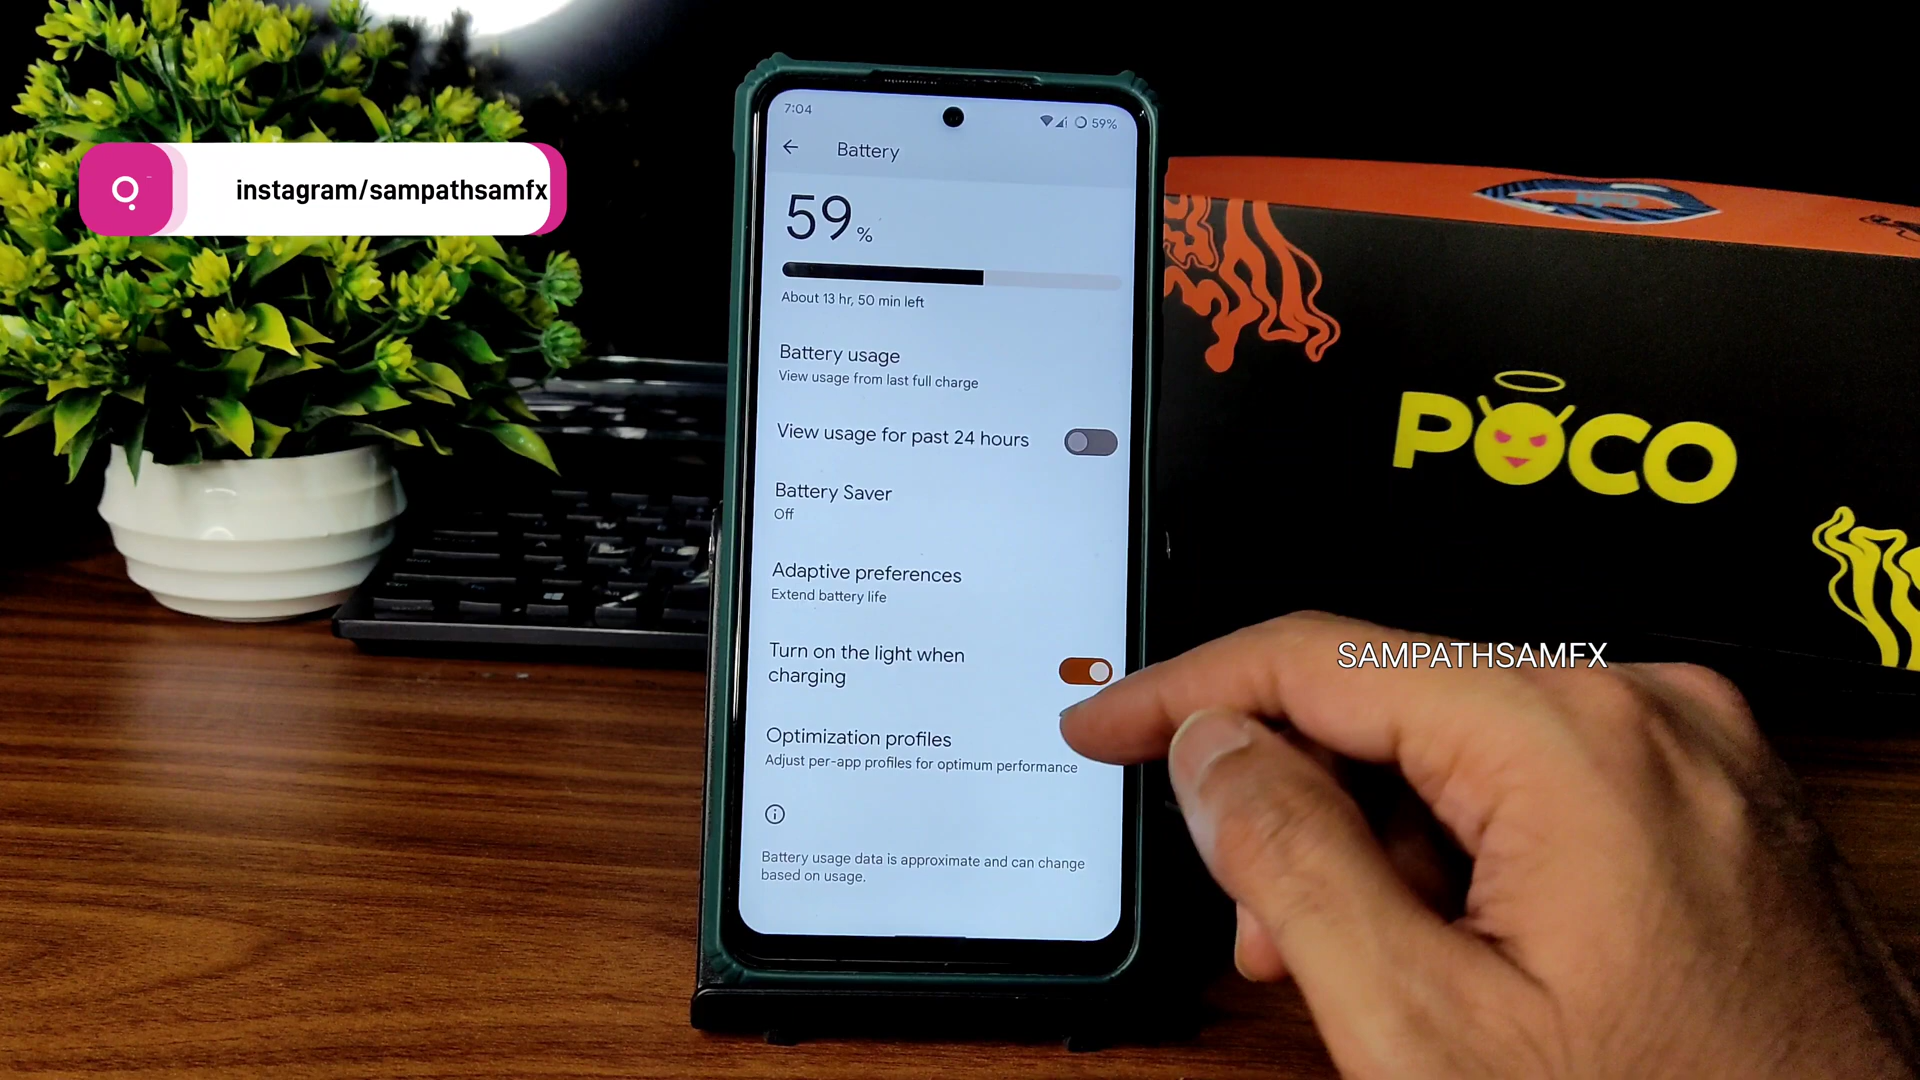 instagram/sampathsamfx
7:04
59%
Battery
59 %
About 13 hr, 50 min left
Battery usage
View usage from last full charge
View usage for past 24 hours
Battery Saver
Off
Adaptive preferences
Extend battery life
Turn on the light when
charging
Optimization profiles
Adjust per-app profiles for optimum performance
Battery usage data is approximate and can change
based on usage.
POCO
SAMPATHSAMFX